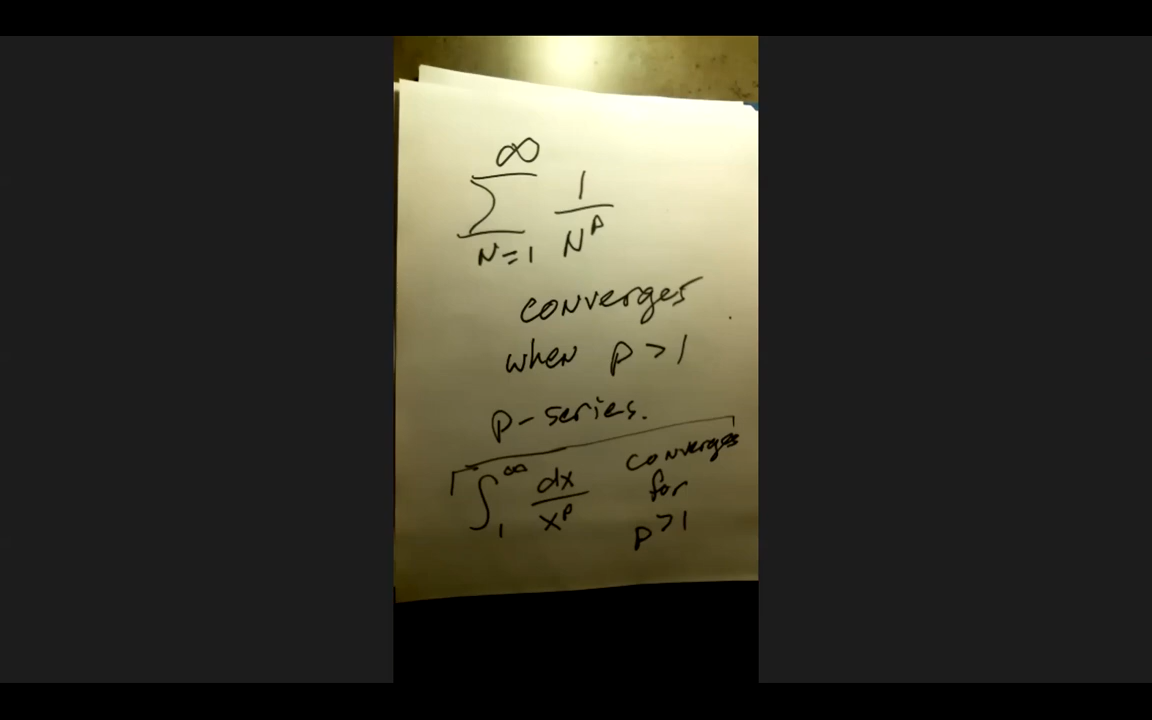 ∞
∑ 1/N^p
N=1
converges
when p > 1
p-series.
∫₁^∞ dx/x^p converges
for
p > 1